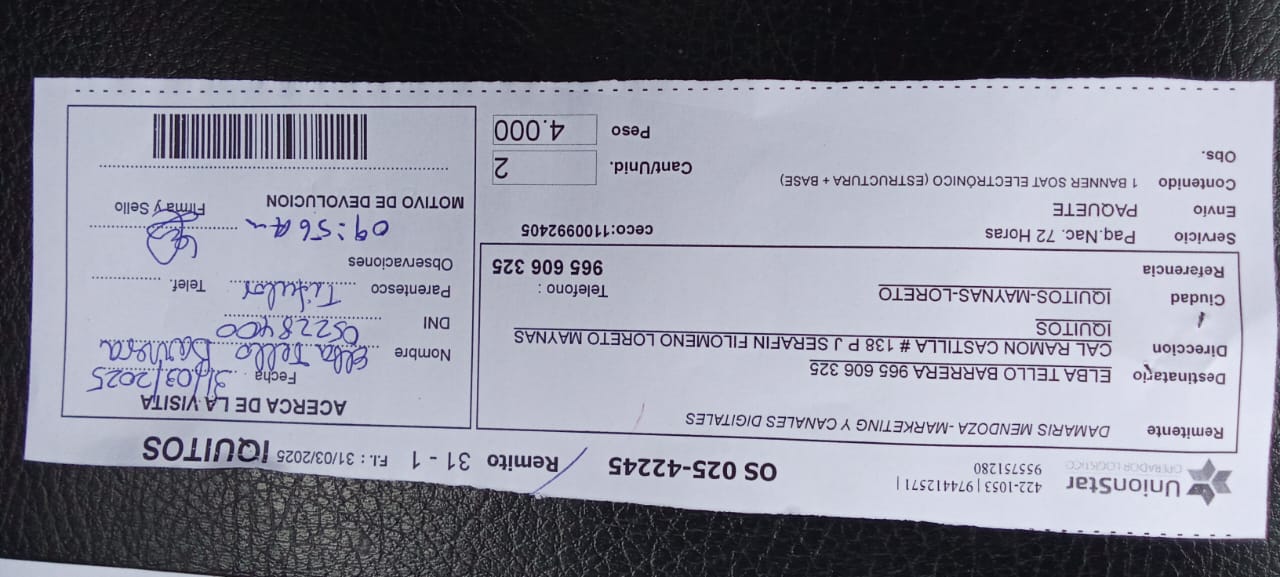 UnionStar
OPERADOR LOGISTICO
422-1053 | 974412571 |
955751280
OS 025-42245
Remito 31 - 1 F.I. : 31/03/2025 IQUITOS
Remitente DAMARIS MENDOZA -MARKETING Y CANALES DIGITALES
Destinatario ELBA TELLO BARRERA 965 606 325
Direccion CAL RAMON CASTILLA # 138 P J SERAFIN FILOMENO LORETO MAYNAS
IQUITOS
Ciudad IQUITOS-MAYNAS-LORETO
Telefono :
Referencia 965 606 325
Servicio Paq.Nac. 72 Horas ceco:1100992405
Envio PAQUETE
Contenido 1 BANNER SOAT ELECTRÓNICO (ESTRUCTURA + BASE)
Obs.
Cant/Unid. 2
Peso 4.000
ACERCA DE LA VISITA
Fecha 31/03/2025
Nombre Elba Tello Barrera
DNI 05228400
Parentesco Titular Telef.
Observaciones
09:56 am
Firma y Sello
MOTIVO DE DEVOLUCION